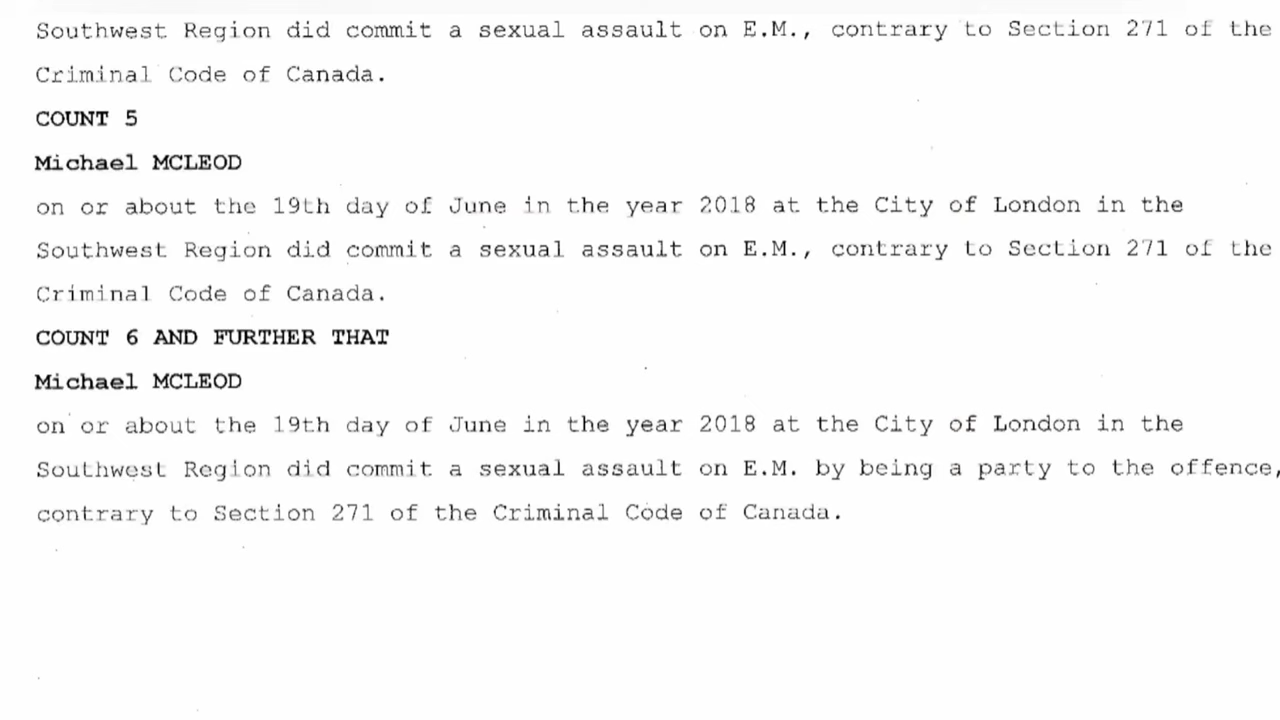 Southwest Region did commit a sexual assault on E.M., contrary to Section 271 of the
Criminal Code of Canada.
COUNT 5
Michael MCLEOD
on or about the 19th day of June in the year 2018 at the City of London in the
Southwest Region did commit a sexual assault on E.M., contrary to Section 271 of the
Criminal Code of Canada.
COUNT 6 AND FURTHER THAT
Michael MCLEOD
on or about the 19th day of June in the year 2018 at the City of London in the
Southwest Region did commit a sexual assault on E.M. by being a party to the offence,
contrary to Section 271 of the Criminal Code of Canada.